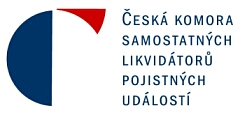 ČESKÁ KOMORA
SAMOSTATNÝCH
LIKVIDÁTORŮ
POJISTNÝCH
UDÁLOSTÍ